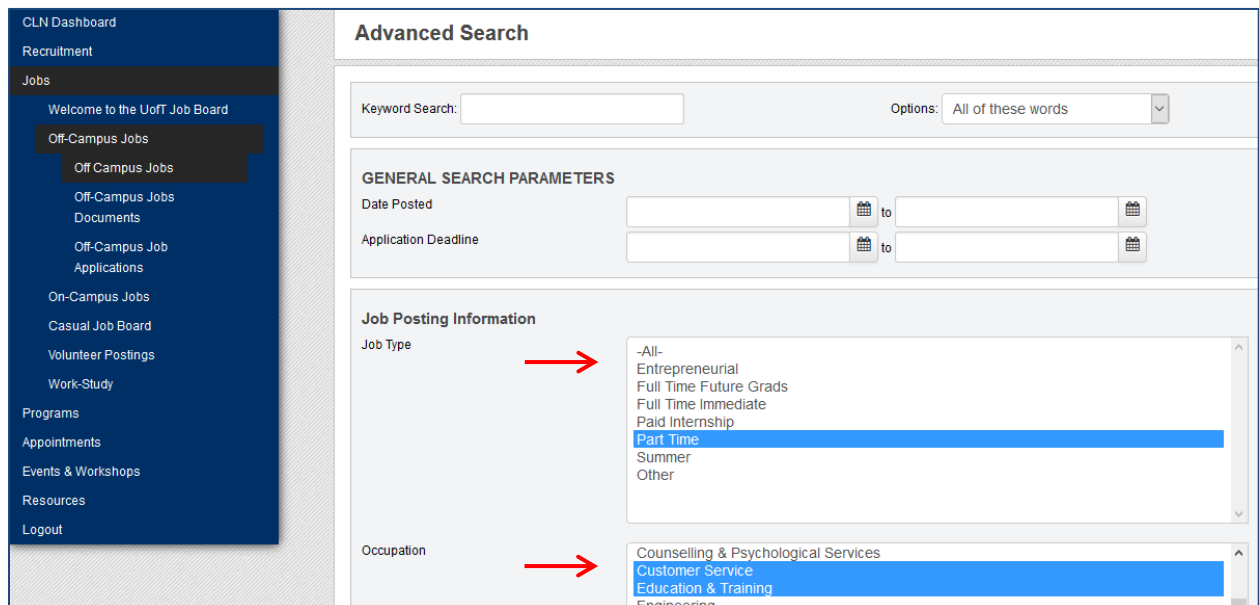 CLN Dashboard
Recruitment
Jobs
Welcome to the UofT Job Board
Off-Campus Jobs
Off Campus Jobs
Off-Campus Jobs
Documents
Off-Campus Job
Applications
On-Campus Jobs
Casual Job Board
Volunteer Postings
Work-Study
Programs
Appointments
Events & Workshops
Resources
Logout
Advanced Search
Keyword Search:
Options: All of these words
GENERAL SEARCH PARAMETERS
Date Posted
to
Application Deadline
to
Job Posting Information
Job Type
-All-
Entrepreneurial
Full Time Future Grads
Full Time Immediate
Paid Internship
Part Time
Summer
Other
Occupation
Counselling & Psychological Services
Customer Service
Education & Training
Engineering